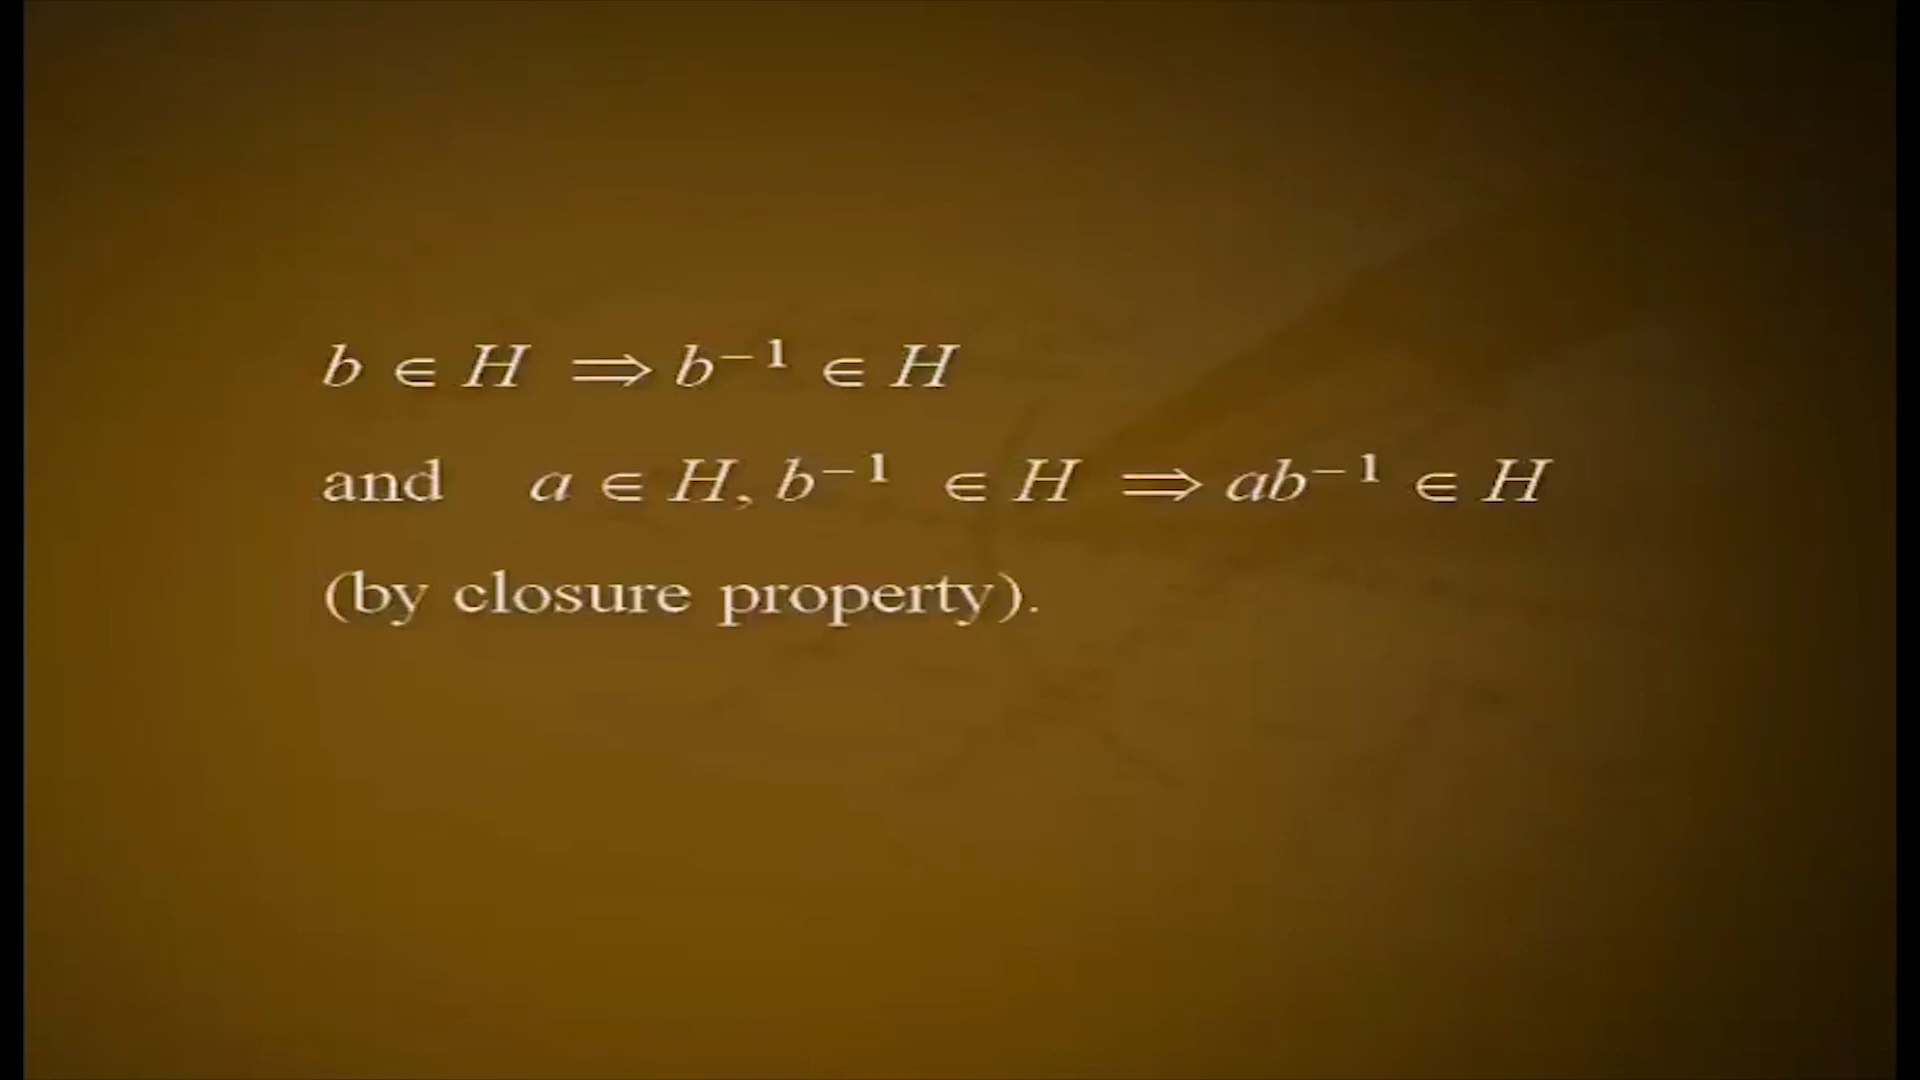 b ∈ H ⟹ b⁻¹ ∈ H
and a ∈ H, b⁻¹ ∈ H ⟹ ab⁻¹ ∈ H
(by closure property).